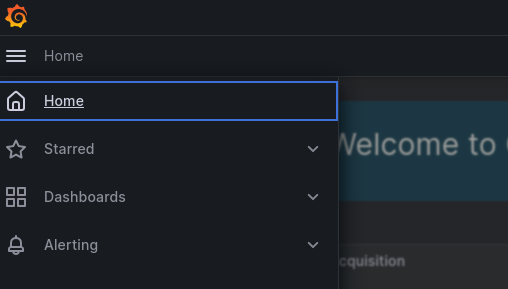 Home
Home
Starred
Dashboards
Alerting
Welcome to
cquisition